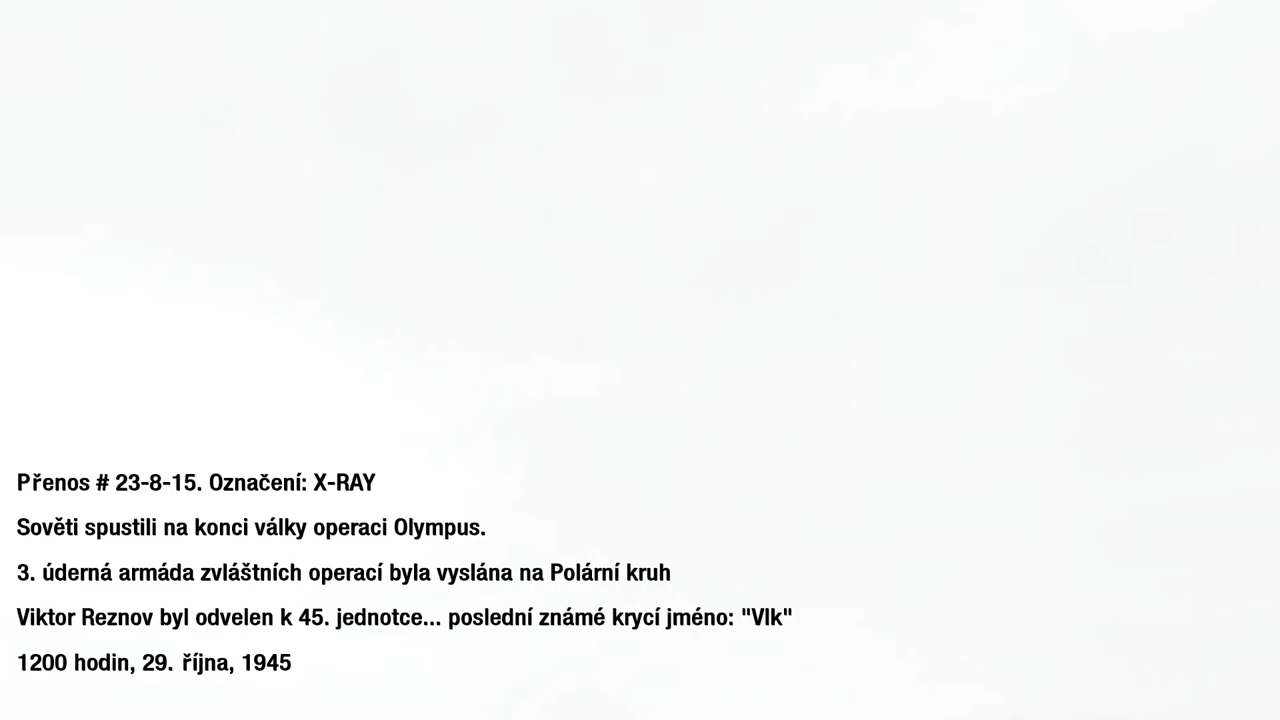 Přenos # 23-8-15. Označení: X-RAY
Sověti spustili na konci války operaci Olympus.
3. úderná armáda zvláštních operací byla vyslána na Polární kruh
Viktor Reznov byl odvelen k 45. jednotce... poslední známé krycí jméno: "Vlk"
1200 hodin, 29. října, 1945